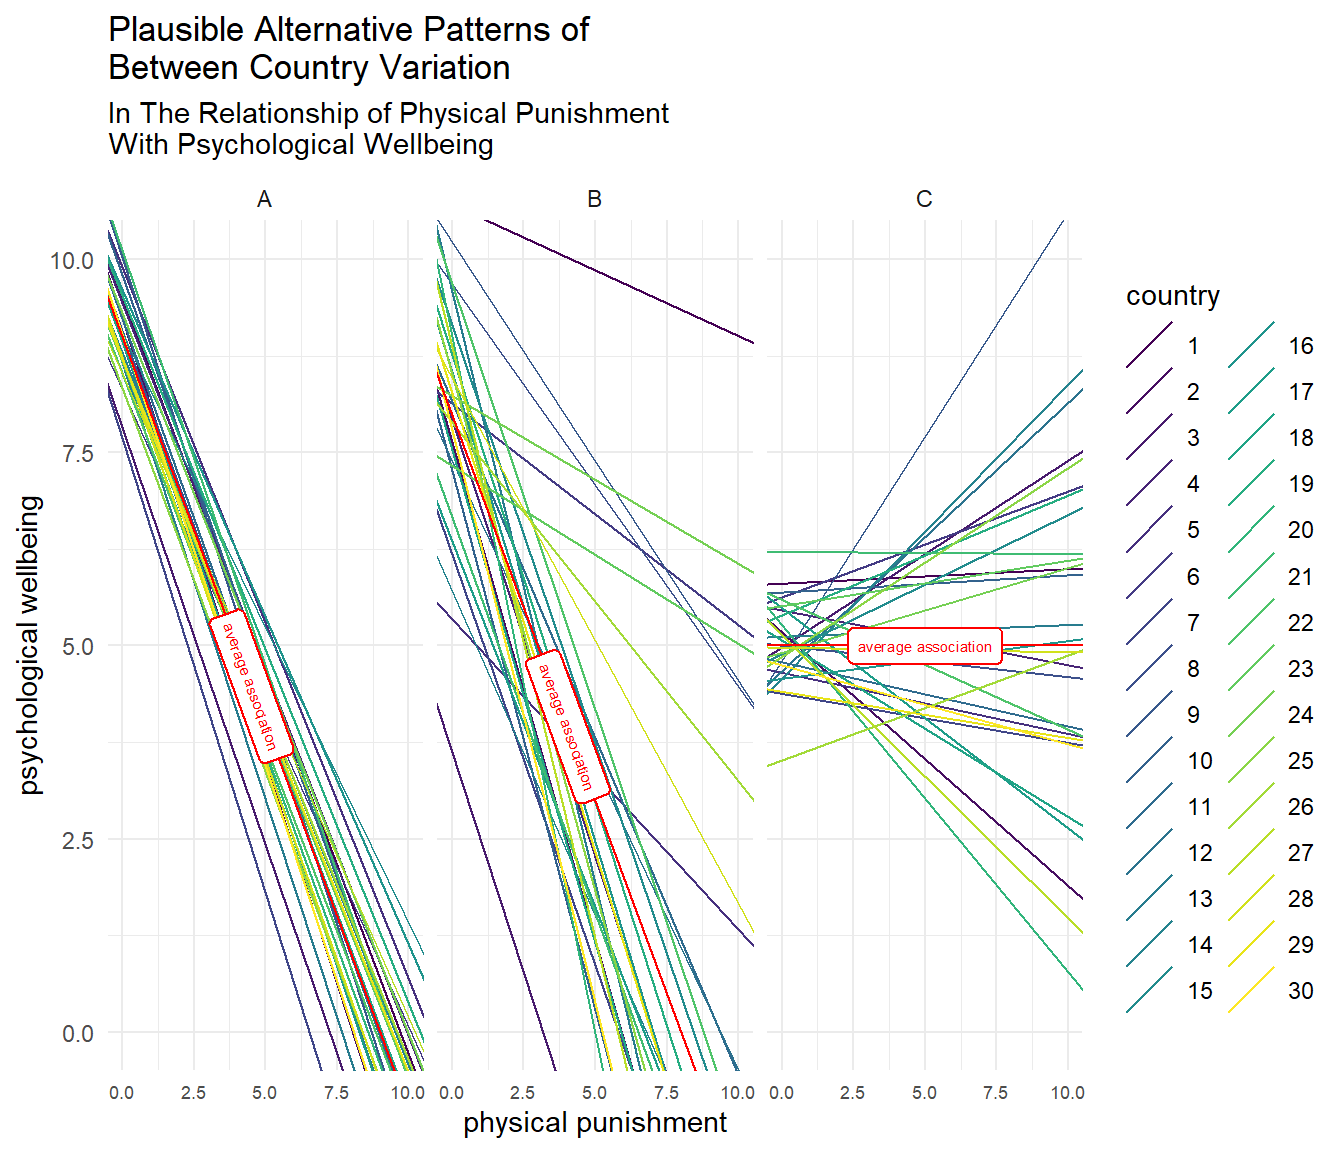 Plausible Alternative Patterns of
Between Country Variation
In The Relationship of Physical Punishment
With Psychological Wellbeing
A
B
C
10.0
7.5
5.0
2.5
0.0
psychological wellbeing
average association
average association
average association
0.0 2.5 5.0 7.5 10.0
0.0 2.5 5.0 7.5 10.0
0.0 2.5 5.0 7.5 10.0
physical punishment
country
1
2
3
4
5
6
7
8
9
10
11
12
13
14
15
16
17
18
19
20
21
22
23
24
25
26
27
28
29
30